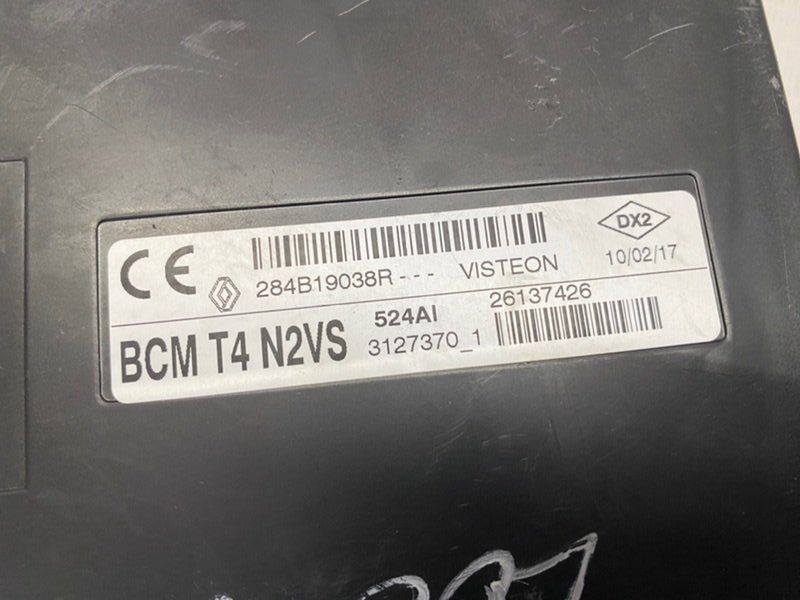 CE 284B19038R--- VISTEON DX2 10/02/17
BCM T4 N2VS 524AI 26137426
3127370_1